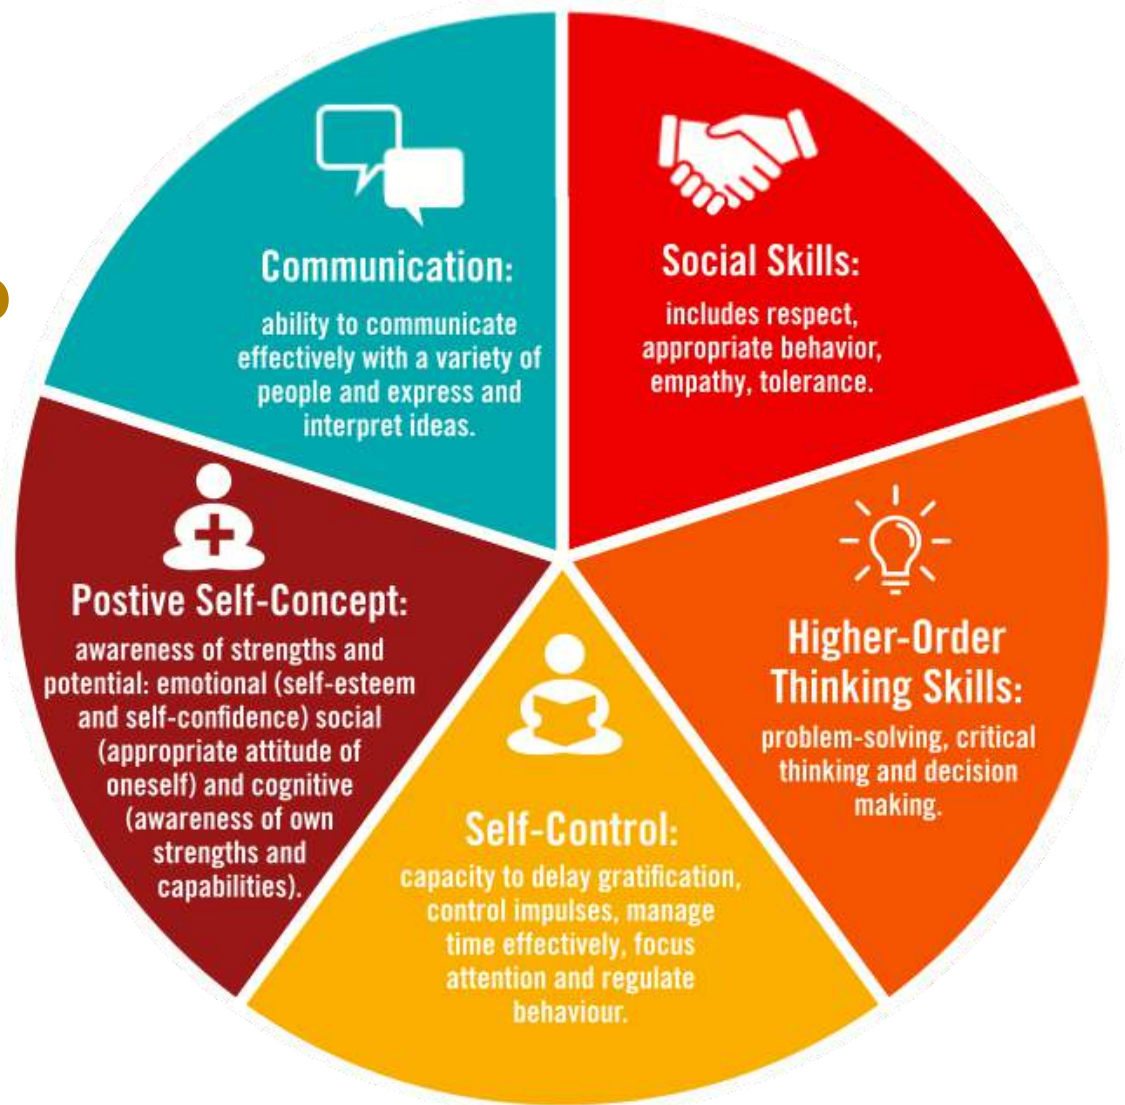 Communication:
ability to communicate
effectively with a variety of
people and express and
interpret ideas.
Social Skills:
includes respect,
appropriate behavior,
empathy, tolerance.
Higher-Order
Thinking Skills:
problem-solving, critical
thinking and decision
making.
Self-Control:
capacity to delay gratification,
control impulses, manage
time effectively, focus
attention and regulate
behaviour.
Postive Self-Concept:
awareness of strengths and
potential: emotional (self-esteem
and self-confidence) social
(appropriate attitude of
oneself) and cognitive
(awareness of own
strengths and
capabilities).